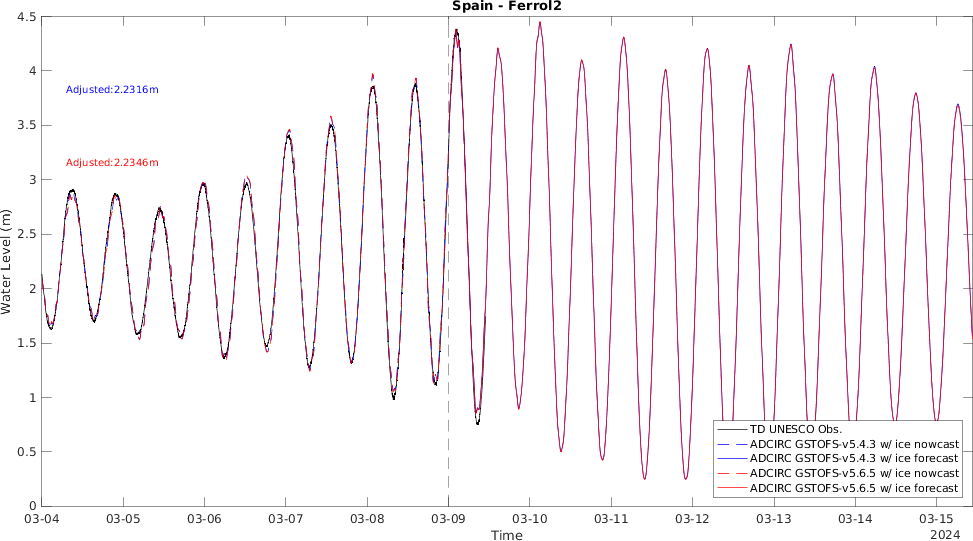 Spain - Ferrol2
4.5
4
3.5
3
2.5
2
1.5
1
0.5
0
Water Level (m)
Adjusted:2.2316m
Adjusted:2.2346m
TD UNESCO Obs.
ADCIRC GSTOFS-v5.4.3 w/ ice nowcast
ADCIRC GSTOFS-v5.4.3 w/ ice forecast
ADCIRC GSTOFS-v5.6.5 w/ ice nowcast
ADCIRC GSTOFS-v5.6.5 w/ ice forecast
03-04 03-05 03-06 03-07 03-08 03-09 03-10 03-11 03-12 03-13 03-14 03-15
2024
Time